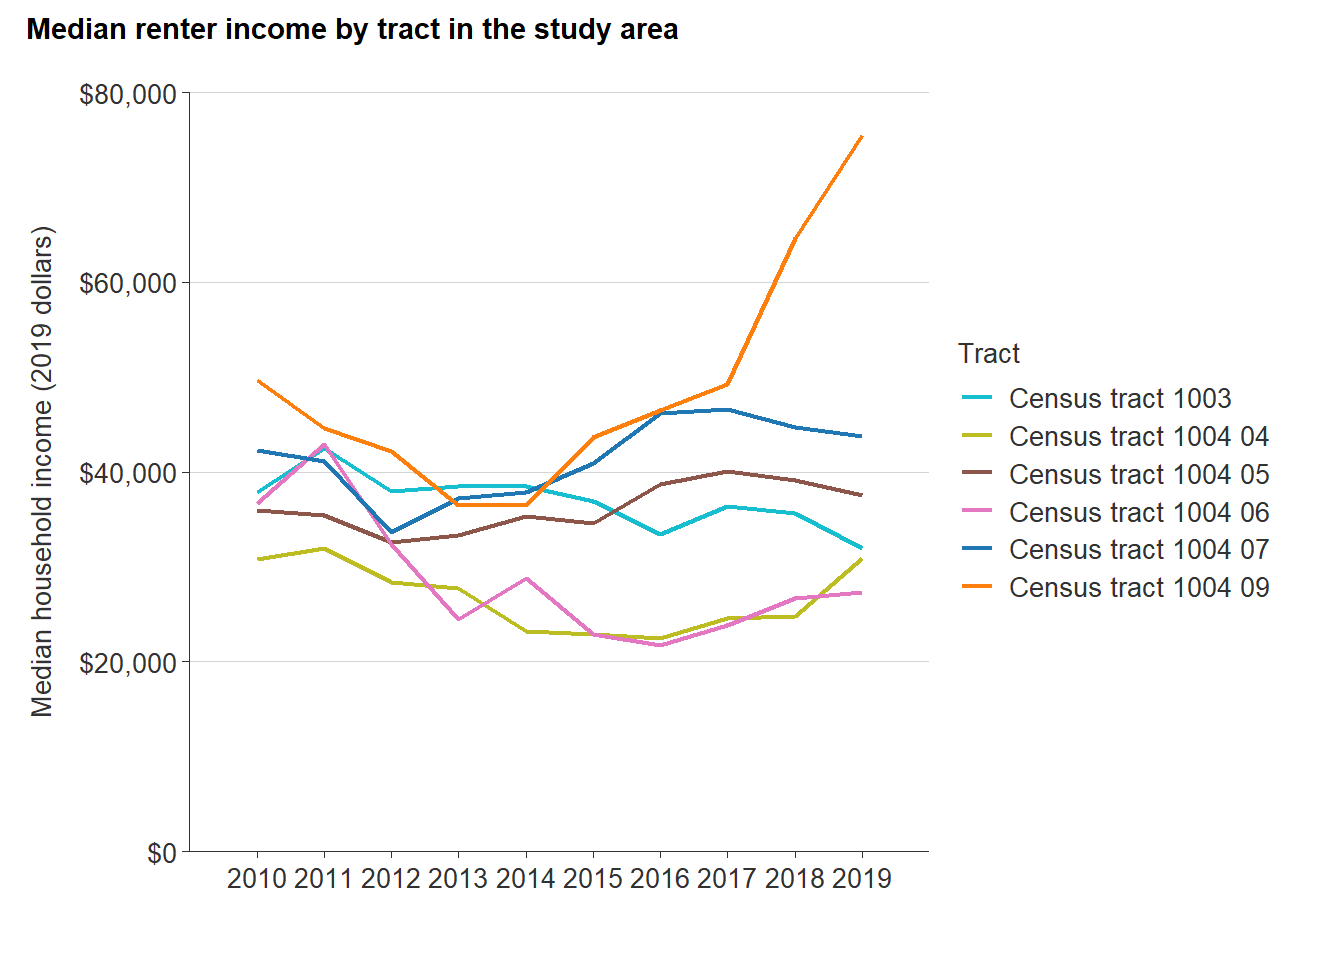 Median renter income by tract in the study area
Median household income (2019 dollars)
$80,000
$60,000
$40,000
$20,000
$0
2010 2011 2012 2013 2014 2015 2016 2017 2018 2019
Tract
Census tract 1003
Census tract 1004 04
Census tract 1004 05
Census tract 1004 06
Census tract 1004 07
Census tract 1004 09